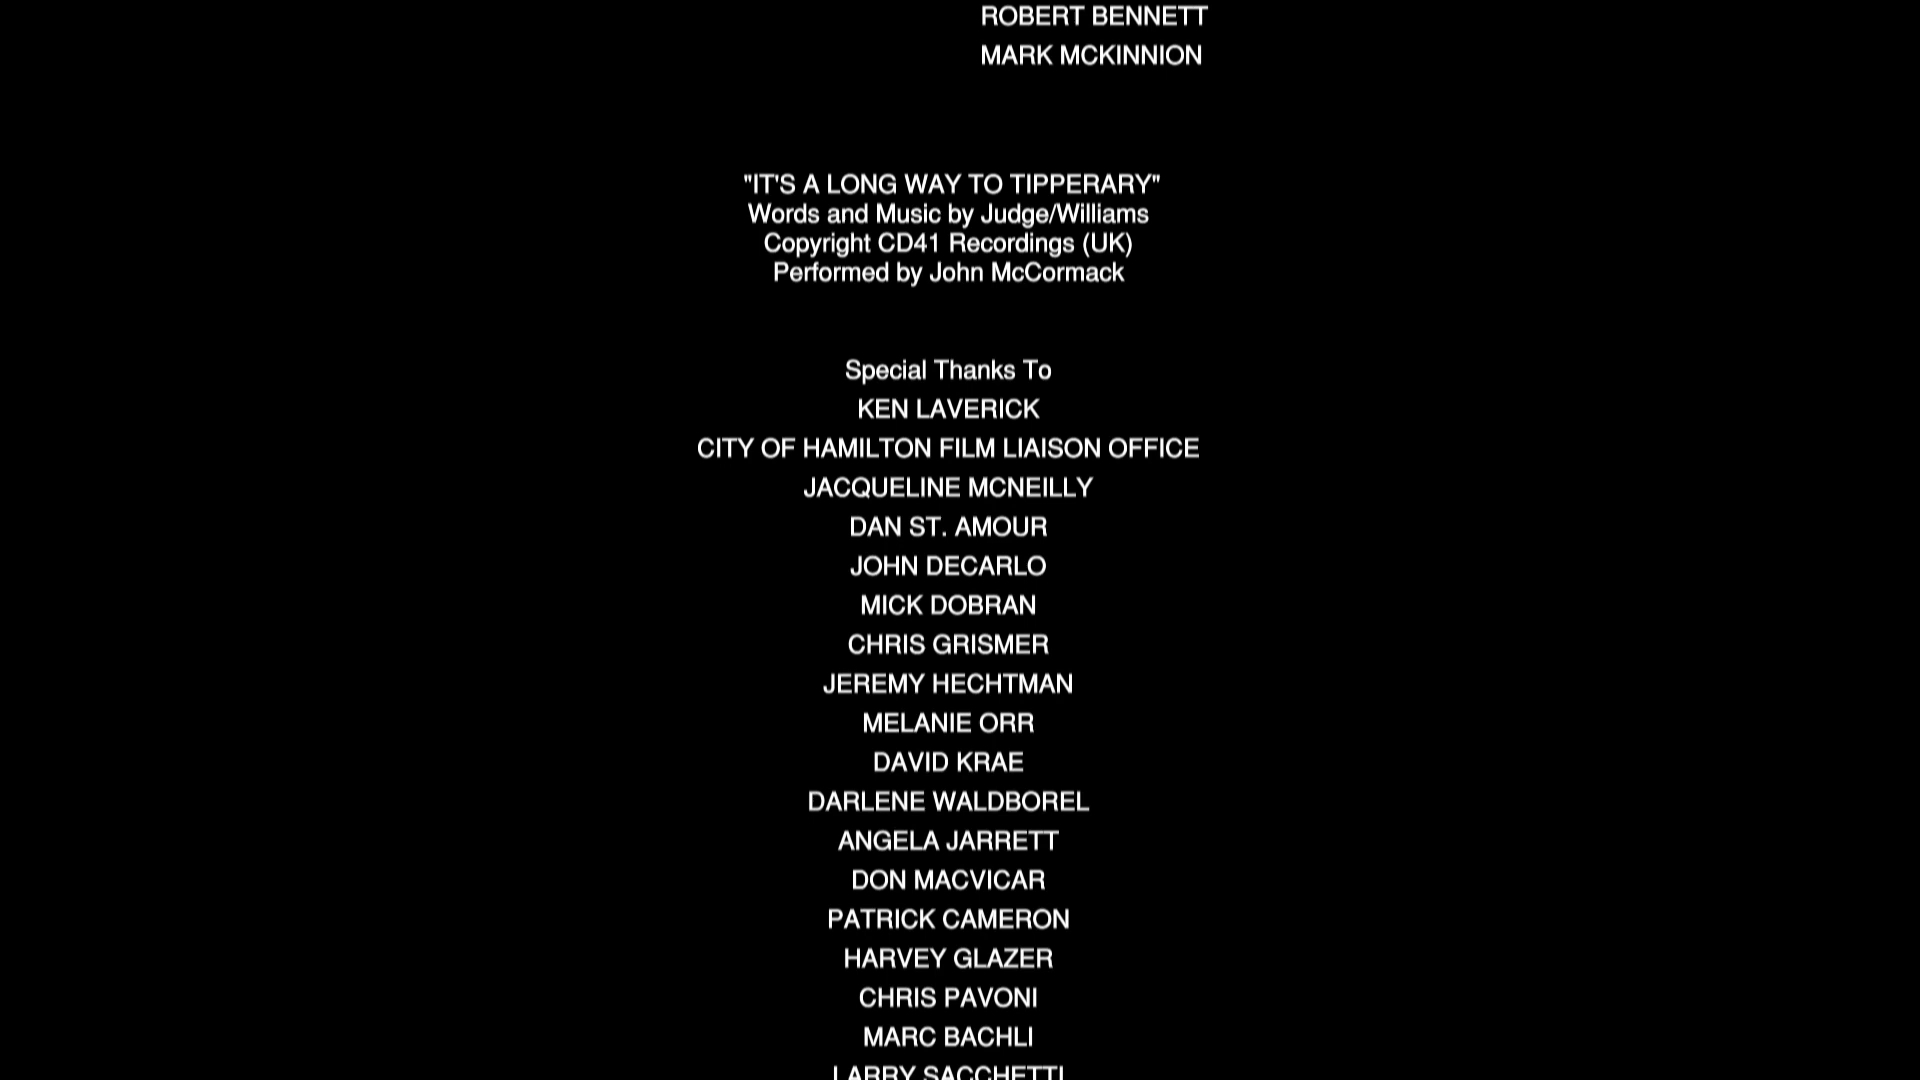 ROBERT BENNETT
MARK MCKINNION
"IT'S A LONG WAY TO TIPPERARY"
Words and Music by Judge/Williams
Copyright CD41 Recordings (UK)
Performed by John McCormack
Special Thanks To
KEN LAVERICK
CITY OF HAMILTON FILM LIAISON OFFICE
JACQUELINE MCNEILLY
DAN ST. AMOUR
JOHN DECARLO
MICK DOBRAN
CHRIS GRISMER
JEREMY HECHTMAN
MELANIE ORR
DAVID KRAE
DARLENE WALDBOREL
ANGELA JARRETT
DON MACVICAR
PATRICK CAMERON
HARVEY GLAZER
CHRIS PAVONI
MARC BACHLI
LARRY SACCHETTI